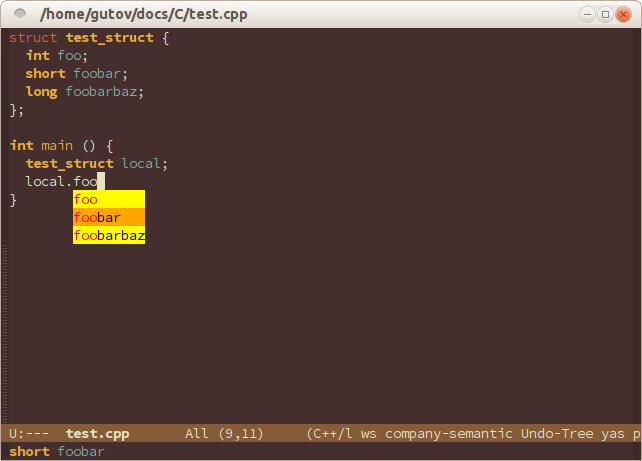 /home/gutov/docs/C/test.cpp
struct test_struct {
  int foo;
  short foobar;
  long foobarbaz;
};
int main () {
  test_struct local;
  local.foo
}
foo
foobar
foobarbaz
U:---  test.cpp       All (9,11)     (C++/l ws company-semantic Undo-Tree yas p
short foobar